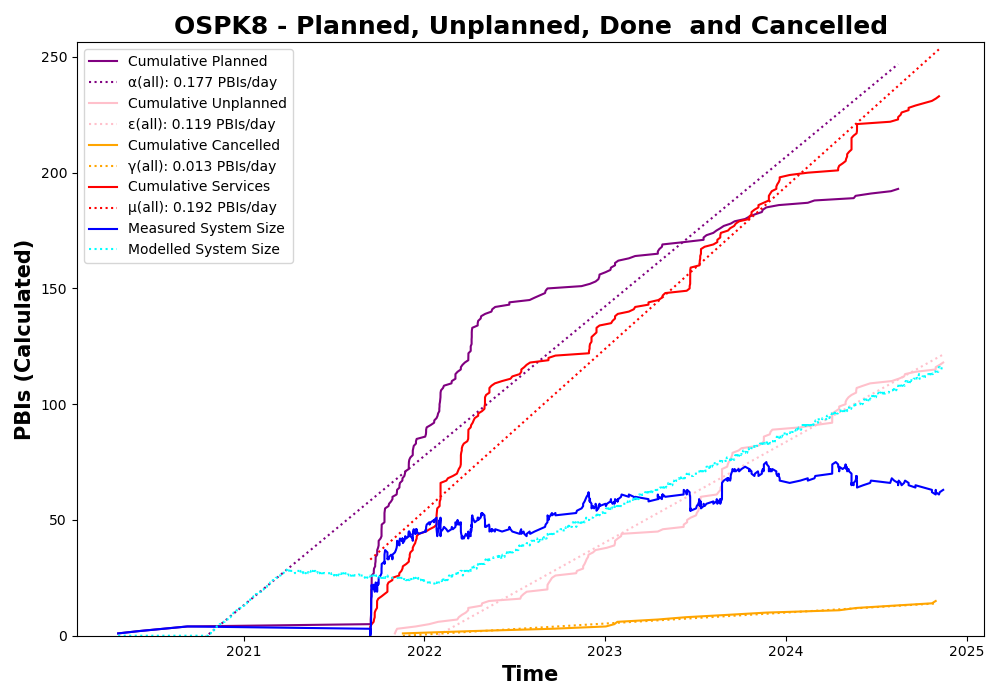 OSPK8 - Planned, Unplanned, Done  and Cancelled
Cumulative Planned
α(all): 0.177 PBIs/day
Cumulative Unplanned
ε(all): 0.119 PBIs/day
Cumulative Cancelled
γ(all): 0.013 PBIs/day
Cumulative Services
μ(all): 0.192 PBIs/day
Measured System Size
Modelled System Size
PBIs (Calculated)
250
200
150
100
50
0
2021
2022
2023
2024
2025
Time